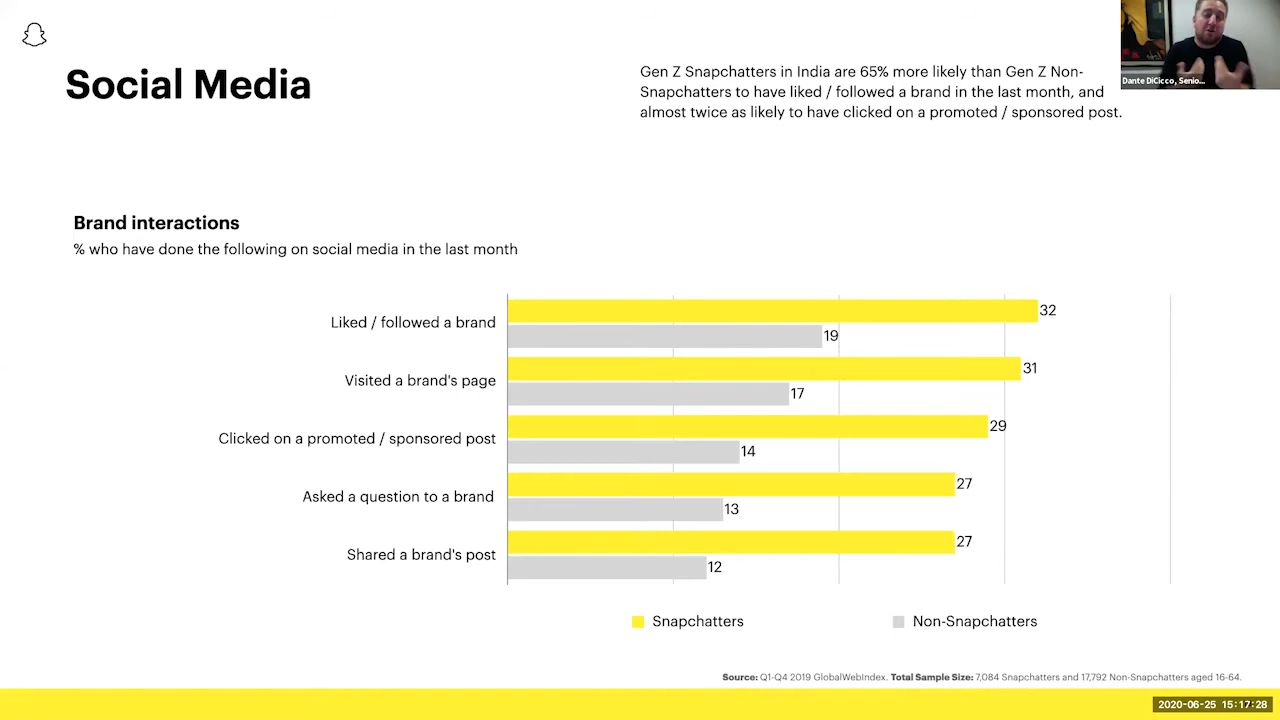 Social Media
Gen Z Snapchatters in India are 65% more likely than Gen Z Non-
Snapchatters to have liked / followed a brand in the last month, and
almost twice as likely to have clicked on a promoted / sponsored post.
Dante DiCicco, Senio...
Brand interactions
% who have done the following on social media in the last month
Liked / followed a brand
32
19
Visited a brand's page
31
17
Clicked on a promoted / sponsored post
29
14
Asked a question to a brand
27
13
Shared a brand's post
27
12
Snapchatters
Non-Snapchatters
Source: Q1-Q4 2019 GlobalWebIndex. Total Sample Size: 7,084 Snapchatters and 17,792 Non-Snapchatters aged 16-64.
2020-06-25 15:17:28